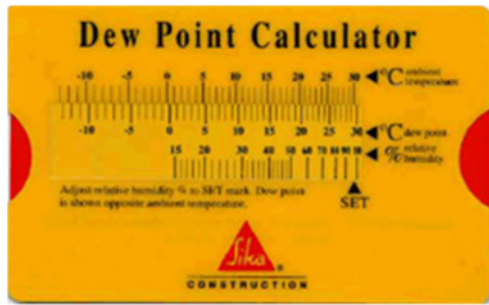 Dew Point Calculator
-10 -5 0 5 10 15 20 25 30 °C ambient temperature
-10 -5 0 5 10 15 20 25 30 °C dew point
15 20 30 40 50 60 70 80 90 % relative humidity
Adjust relative humidity % to SET mark. Dew point
is shown opposite ambient temperature.
SET
Sika ®
CONSTRUCTION